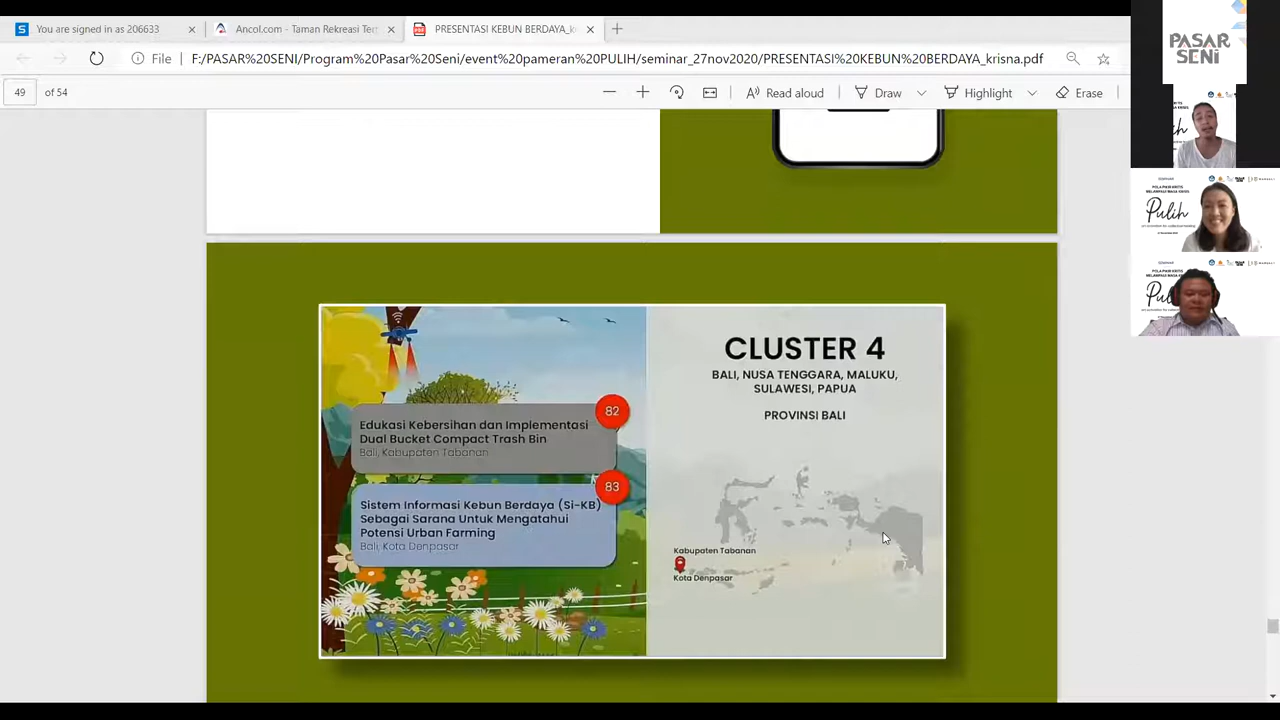 You are signed in as 206633
Ancol.com - Taman Rekreasi Ter
PRESENTASI KEBUN BERDAYA_k
File
F:/PASAR%20SENI/Program%20Pasar%20Seni/event%20pameran%20PULIH/seminar_27nov2020/PRESENTASI%20KEBUN%20BERDAYA_krisna.pdf
49 of 54
Read aloud
Draw
Highlight
Erase
PASAR
SENI
Pulih
CLUSTER 4
BALI, NUSA TENGGARA, MALUKU,
SULAWESI, PAPUA
PROVINSI BALI
82
Edukasi Kebersihan dan Implementasi
Dual Bucket Compact Trash Bin
Bali, Kabupaten Tabanan
83
Sistem Informasi Kebun Berdaya (Si-KB)
Sebagai Sarana Untuk Mengatahui
Potensi Urban Farming
Bali, Kota Denpasar
Kabupaten Tabanan
Kota Denpasar